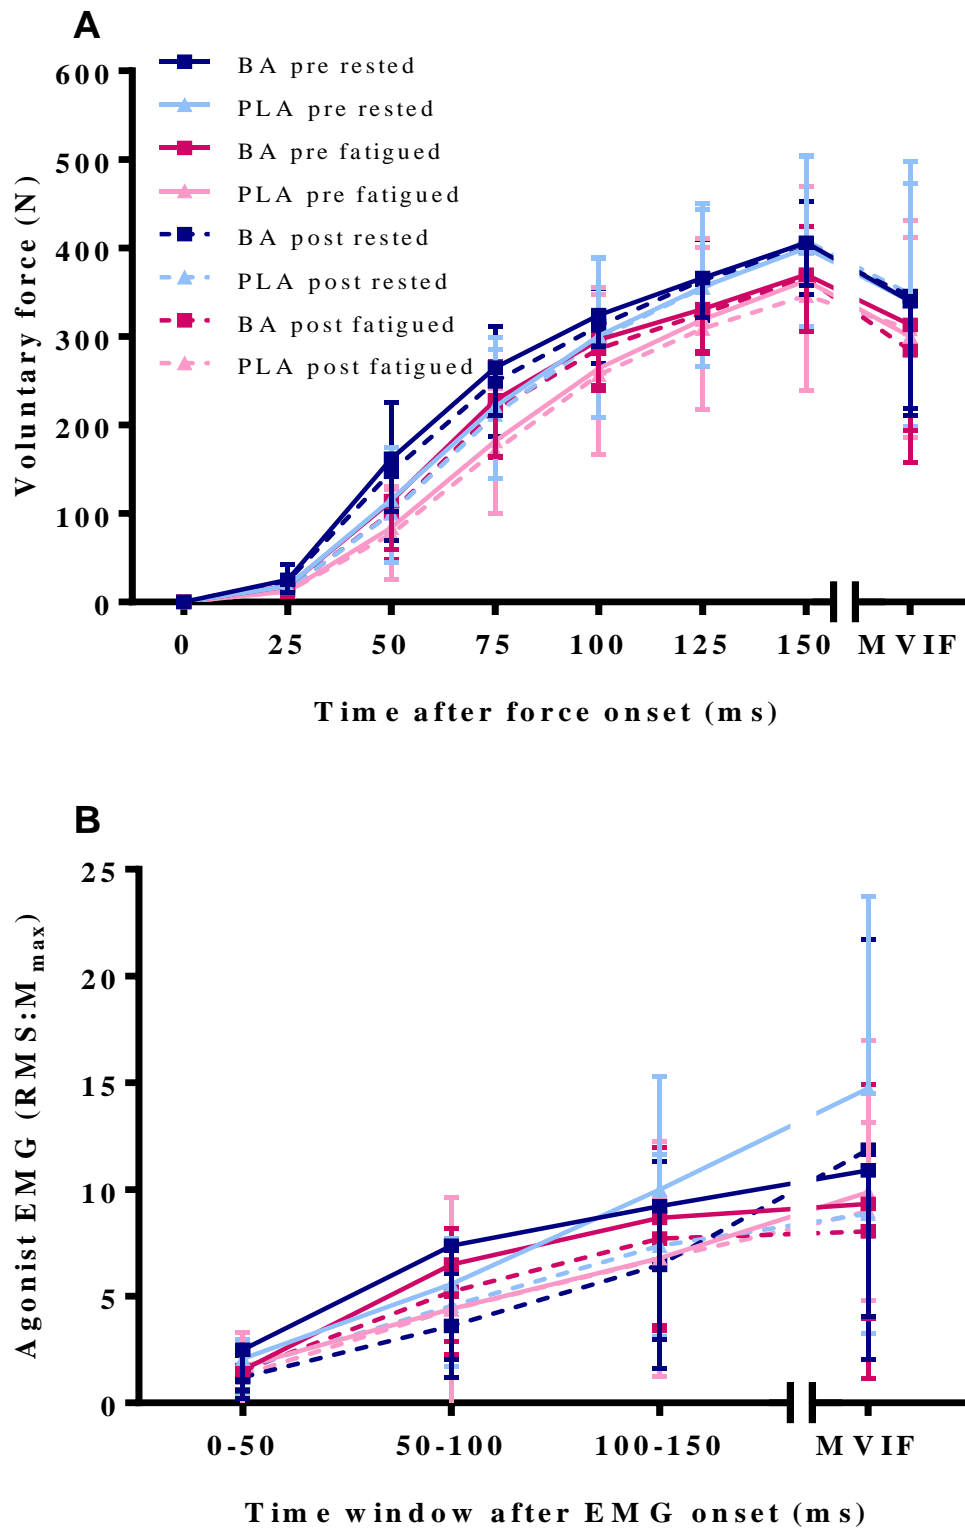 A
600
500
400
300
200
100
0
Voluntary force (N)
BA pre rested
PLA pre rested
BA pre fatigued
PLA pre fatigued
BA post rested
PLA post rested
BA post fatigued
PLA post fatigued
0 25 50 75 100 125 150 MVIF
Time after force onset (ms)
B
25
20
15
10
5
0
Agonist EMG (RMS:Mmax)
0-50 50-100 100-150 MVIF
Time window after EMG onset (ms)